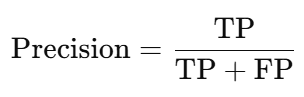 Precision = TP / TP + FP